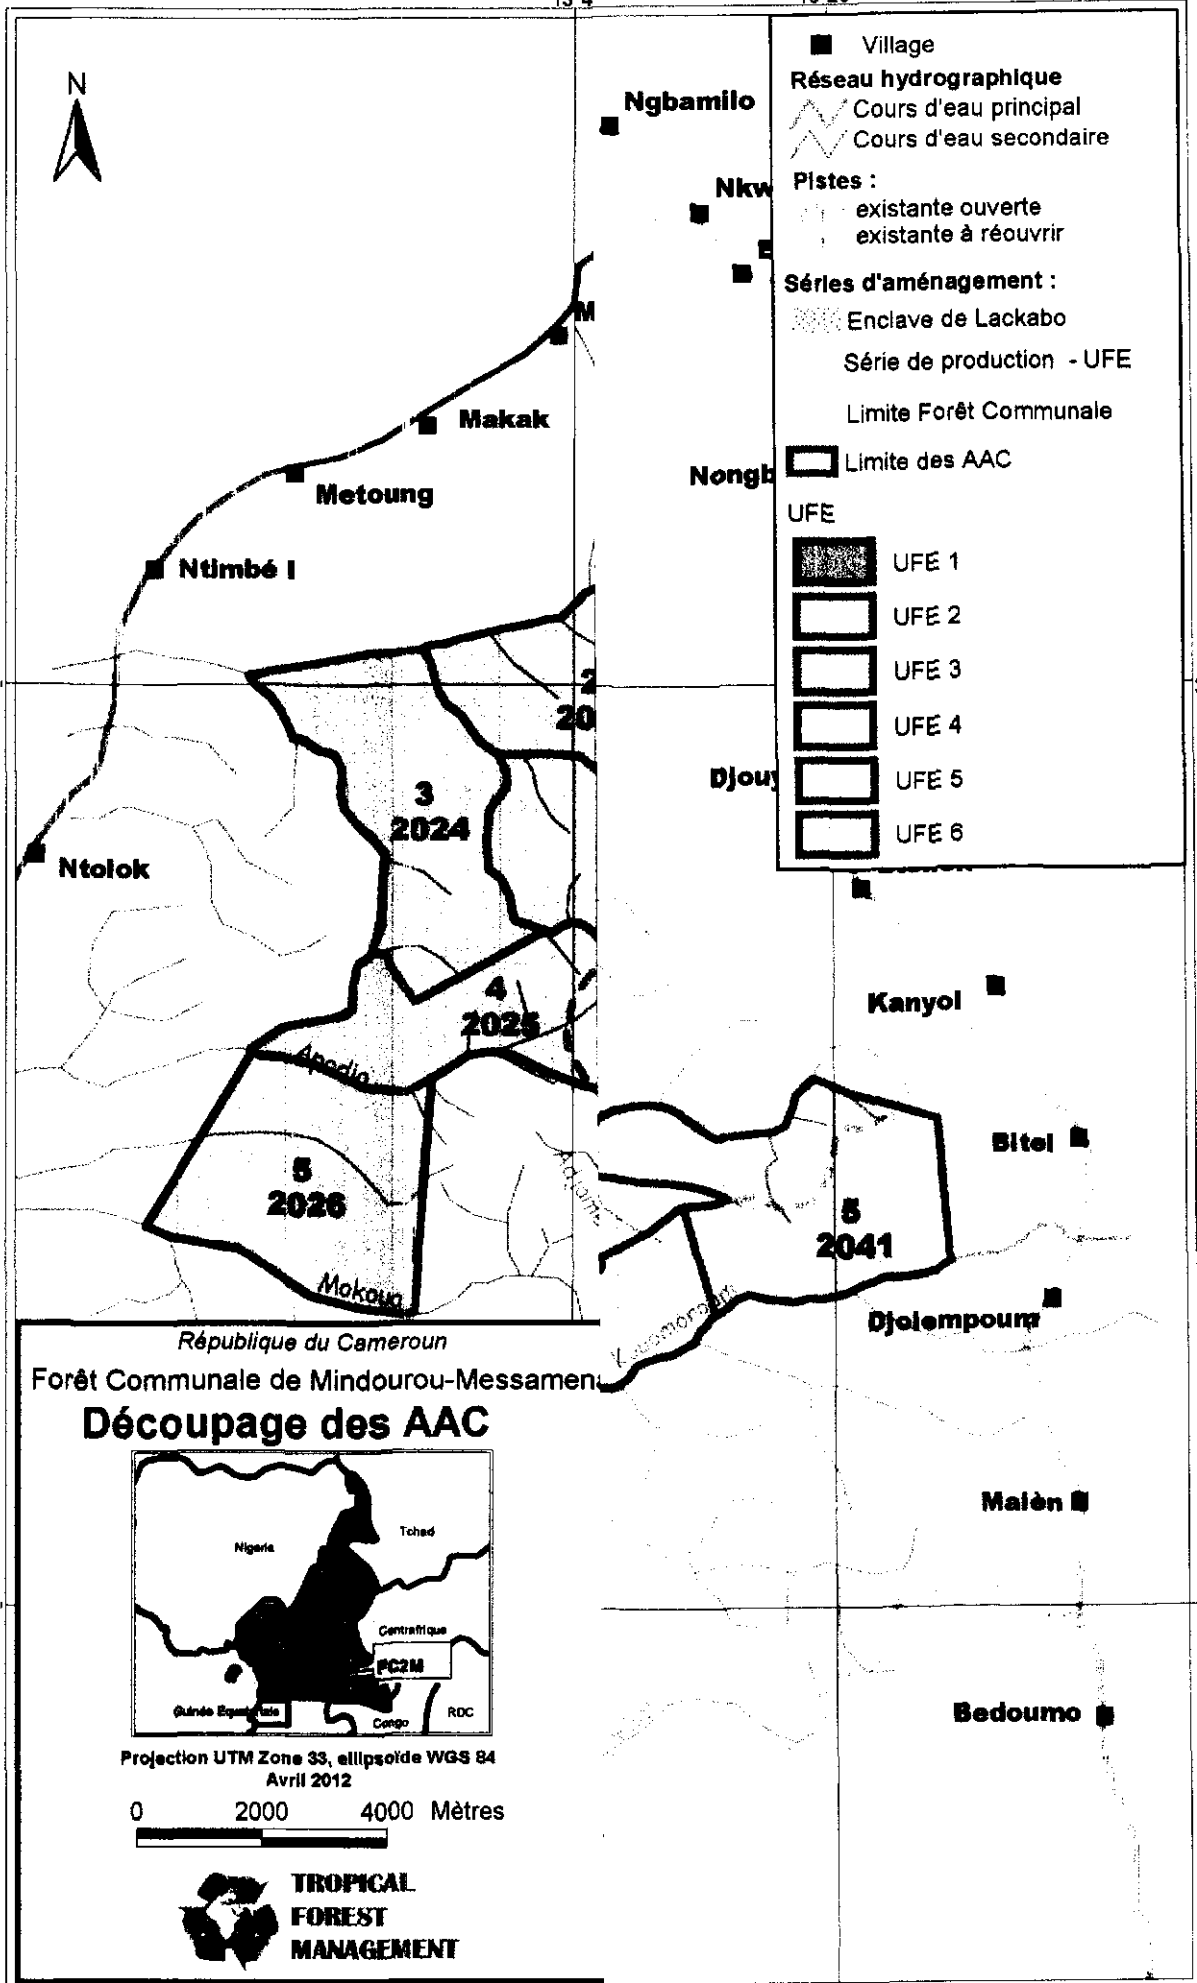 N
Ngbamilo
Nkw
Makak
Metoung
Ntimbé I
Ntolok
3
2024
20
4
2025
Apodio
5
2026
Mokoua
Village
Réseau hydrographique
Cours d'eau principal
Cours d'eau secondaire
Pistes :
existante ouverte
existante à réouvrir
Séries d'aménagement :
Enclave de Lackabo
Série de production - UFE
Limite Forêt Communale
Limite des AAC
UFE
UFE 1
UFE 2
UFE 3
UFE 4
UFE 5
UFE 6
Nongb
Djouy
Kanyol
Bitel
5
2041
Djolempoum
Malèn
Bedoumo
République du Cameroun
Forêt Communale de Mindourou-Messamena
Découpage des AAC
Nigeria
Tchad
Centrafrique
FC2M
Guinée Equatoriale
Congo
RDC
Projection UTM Zone 33, ellipsoïde WGS 84
Avril 2012
0 2000 4000 Mètres
TROPICAL
FOREST
MANAGEMENT